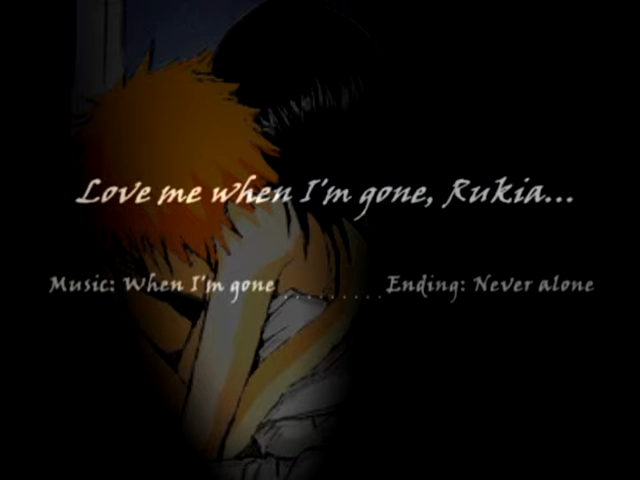 Love me when I'm gone, Rukia...
Music: When I'm gone .......... Ending: Never alone